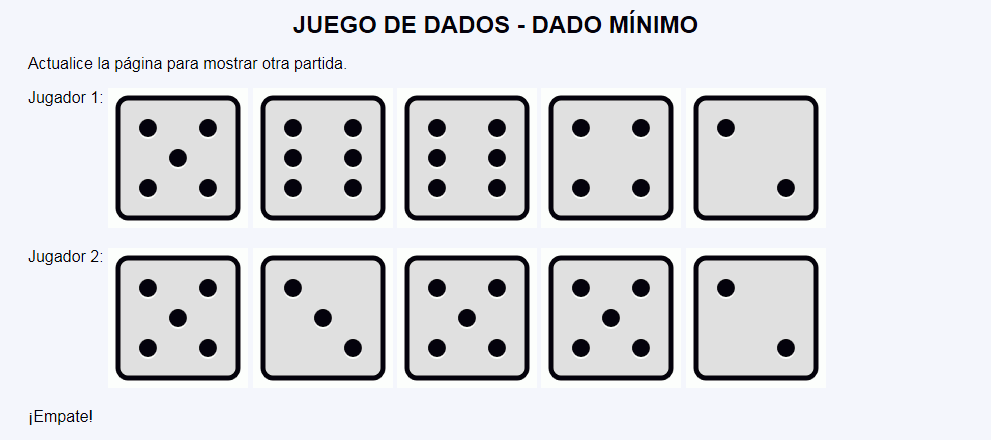 JUEGO DE DADOS - DADO MÍNIMO
Actualice la página para mostrar otra partida.
Jugador 1:
Jugador 2:
¡Empate!